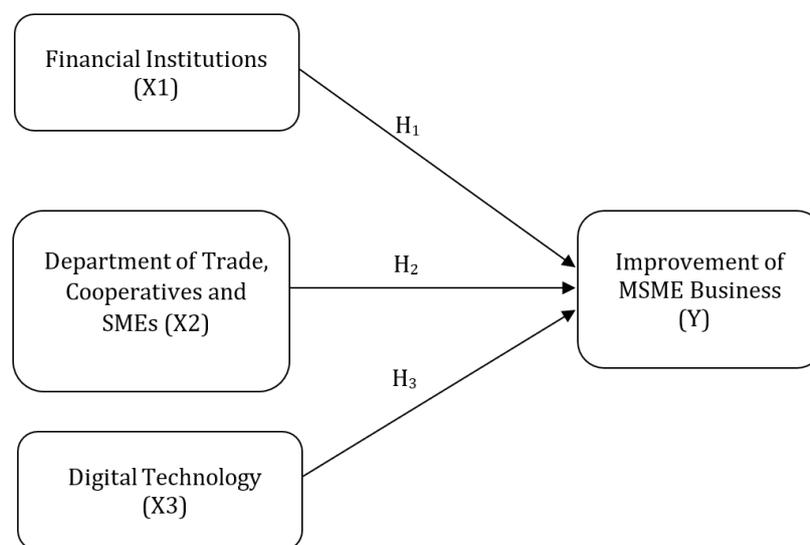 Financial Institutions
(X1)
H₁
Department of Trade,
Cooperatives and
SMEs (X2)
H₂
Improvement of
MSME Business
(Y)
H₃
Digital Technology
(X3)